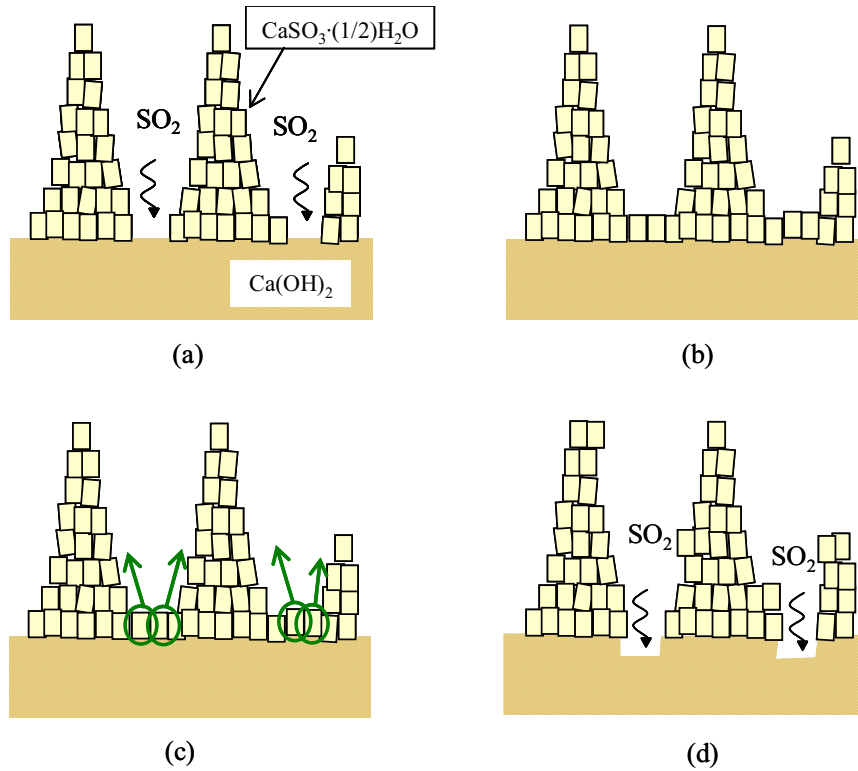 CaSO₃·(1/2)H₂O
SO₂
SO₂
Ca(OH)₂
(a)
(b)
SO₂
SO₂
(c)
(d)